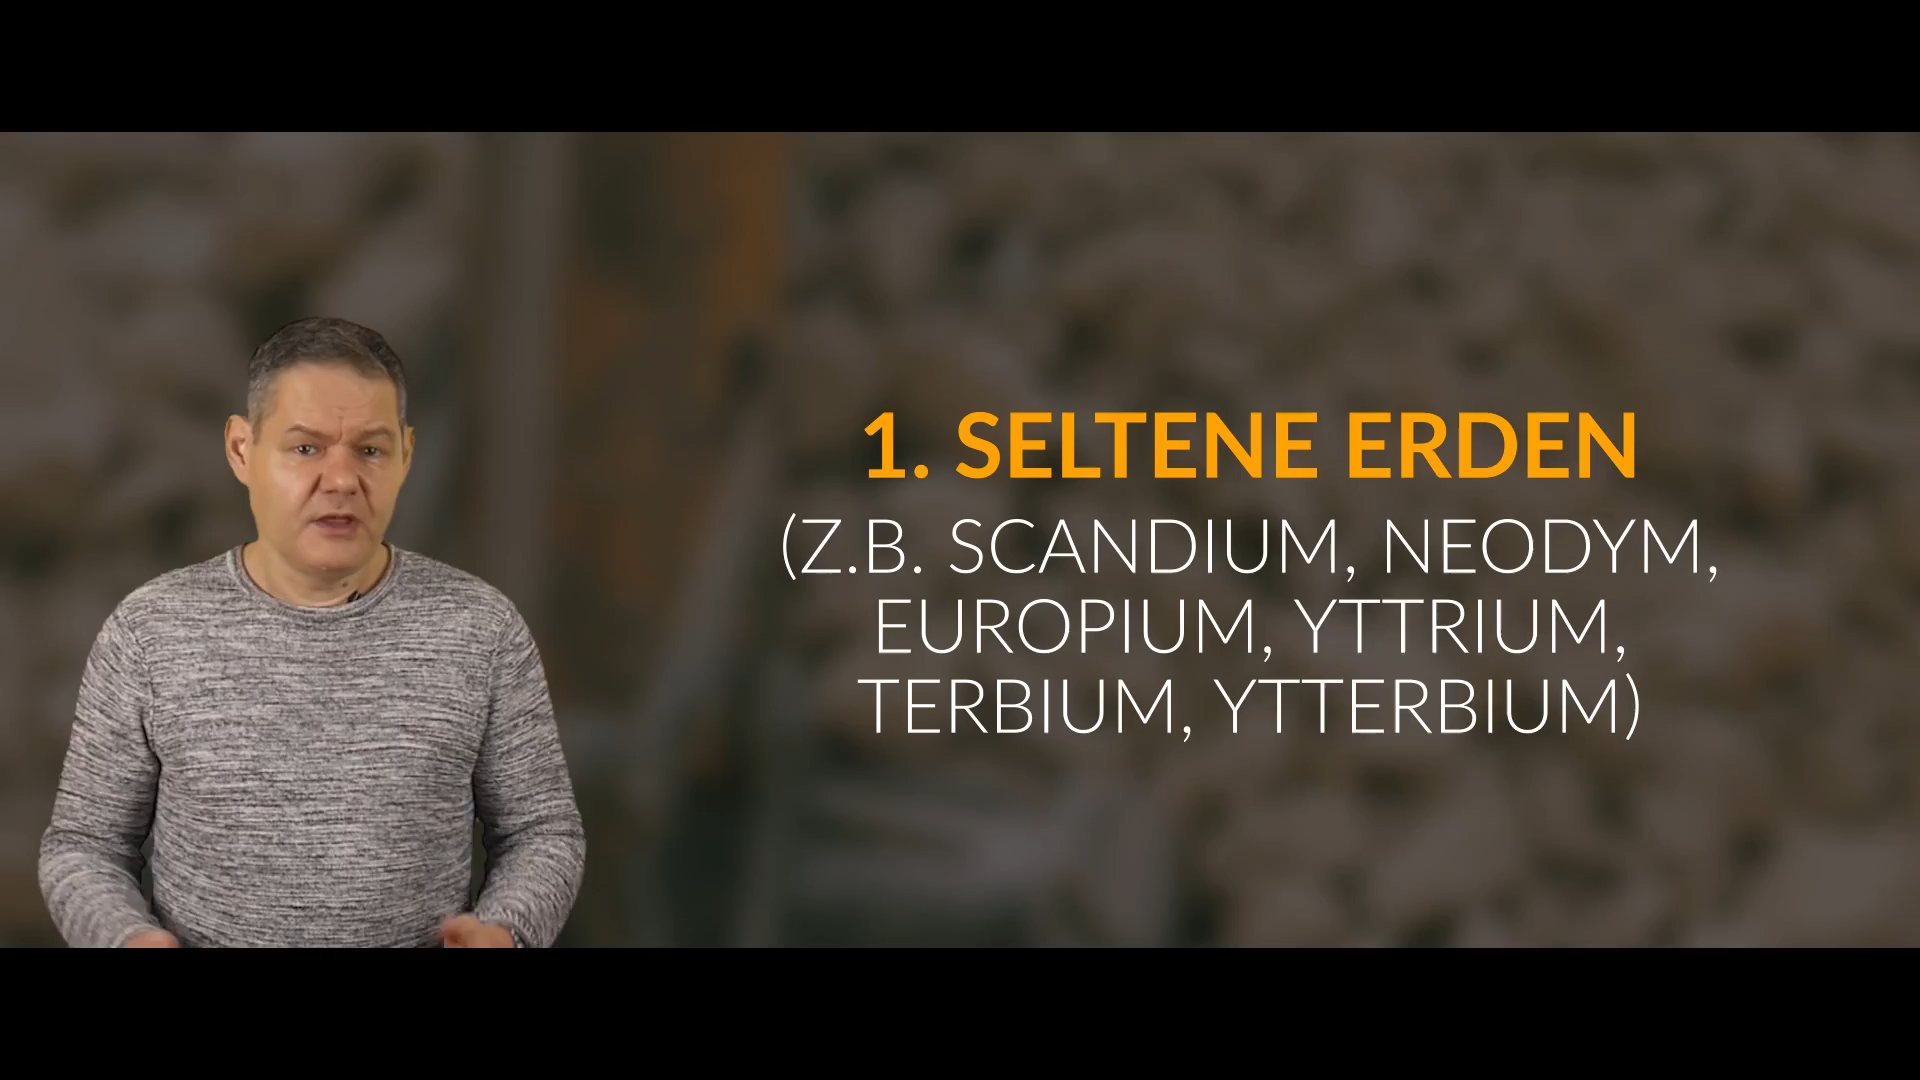 1. SELTENE ERDEN
(Z.B. SCANDIUM, NEODYM,
EUROPIUM, YTTRIUM,
TERBIUM, YTTERBIUM)